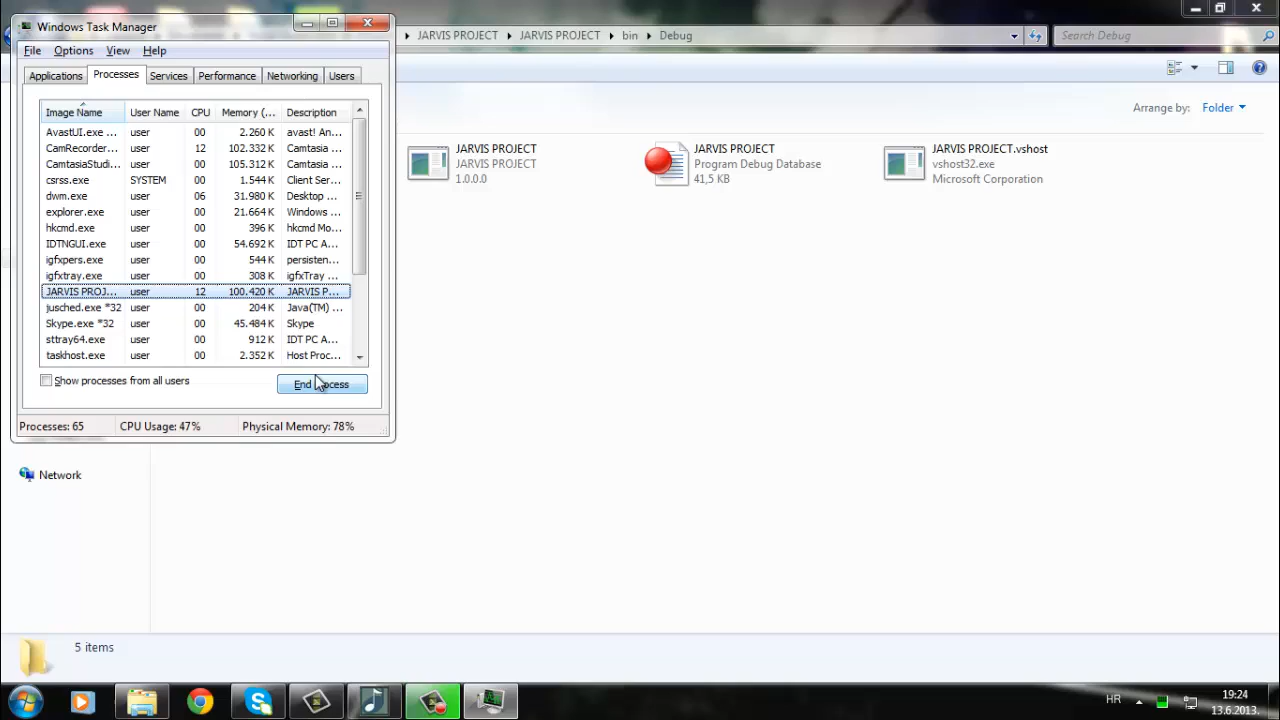 Windows Task Manager
File Options View Help
Applications Processes Services Performance Networking Users
Image Name User Name CPU Memory (... Description
AvastUI.exe ... user 00 2.260 K avast! An...
CamRecorder... user 12 102.332 K Camtasia ...
CamtasiaStudi... user 00 105.312 K Camtasia ...
csrss.exe SYSTEM 00 1.544 K Client Ser...
dwm.exe user 06 31.980 K Desktop ...
explorer.exe user 00 21.664 K Windows ...
hkcmd.exe user 00 396 K hkcmd Mo...
IDTNGUI.exe user 00 54.692 K IDT PC A...
igfxpers.exe user 00 544 K persisten...
igfxtray.exe user 00 308 K igfxTray ...
JARVIS PROJ... user 12 100.420 K JARVIS P...
jusched.exe *32 user 00 204 K Java(TM) ...
Skype.exe *32 user 00 45.484 K Skype
sttray64.exe user 00 912 K IDT PC A...
taskhost.exe user 00 2.352 K Host Proc...
Show processes from all users
End Process
Processes: 65 CPU Usage: 47% Physical Memory: 78%
JARVIS PROJECT JARVIS PROJECT bin Debug
Search Debug
Arrange by: Folder
JARVIS PROJECT
JARVIS PROJECT
1.0.0.0
JARVIS PROJECT
Program Debug Database
41,5 KB
JARVIS PROJECT.vshost
vshost32.exe
Microsoft Corporation
Network
5 items
HR
19:24
13.6.2013.